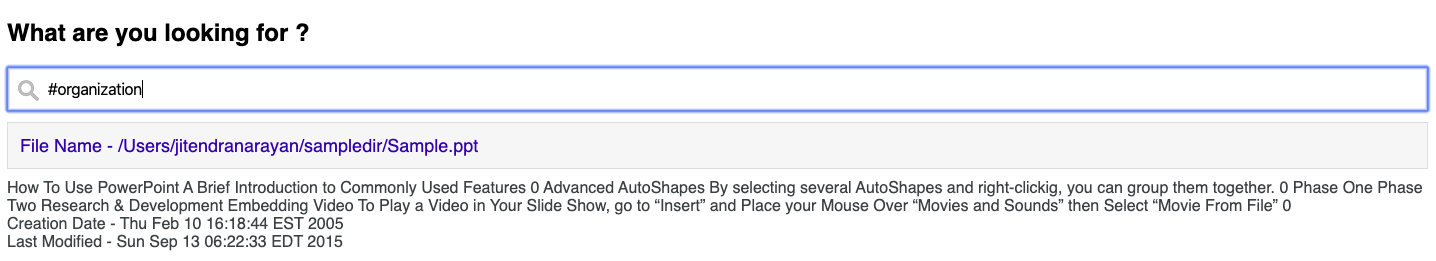 What are you looking for ?
#organization
File Name - /Users/jitendranarayan/sampledir/Sample.ppt
How To Use PowerPoint A Brief Introduction to Commonly Used Features 0 Advanced AutoShapes By selecting several AutoShapes and right-clickig, you can group them together. 0 Phase One Phase
Two Research & Development Embedding Video To Play a Video in Your Slide Show, go to “Insert” and Place your Mouse Over “Movies and Sounds” then Select “Movie From File” 0
Creation Date - Thu Feb 10 16:18:44 EST 2005
Last Modified - Sun Sep 13 06:22:33 EDT 2015